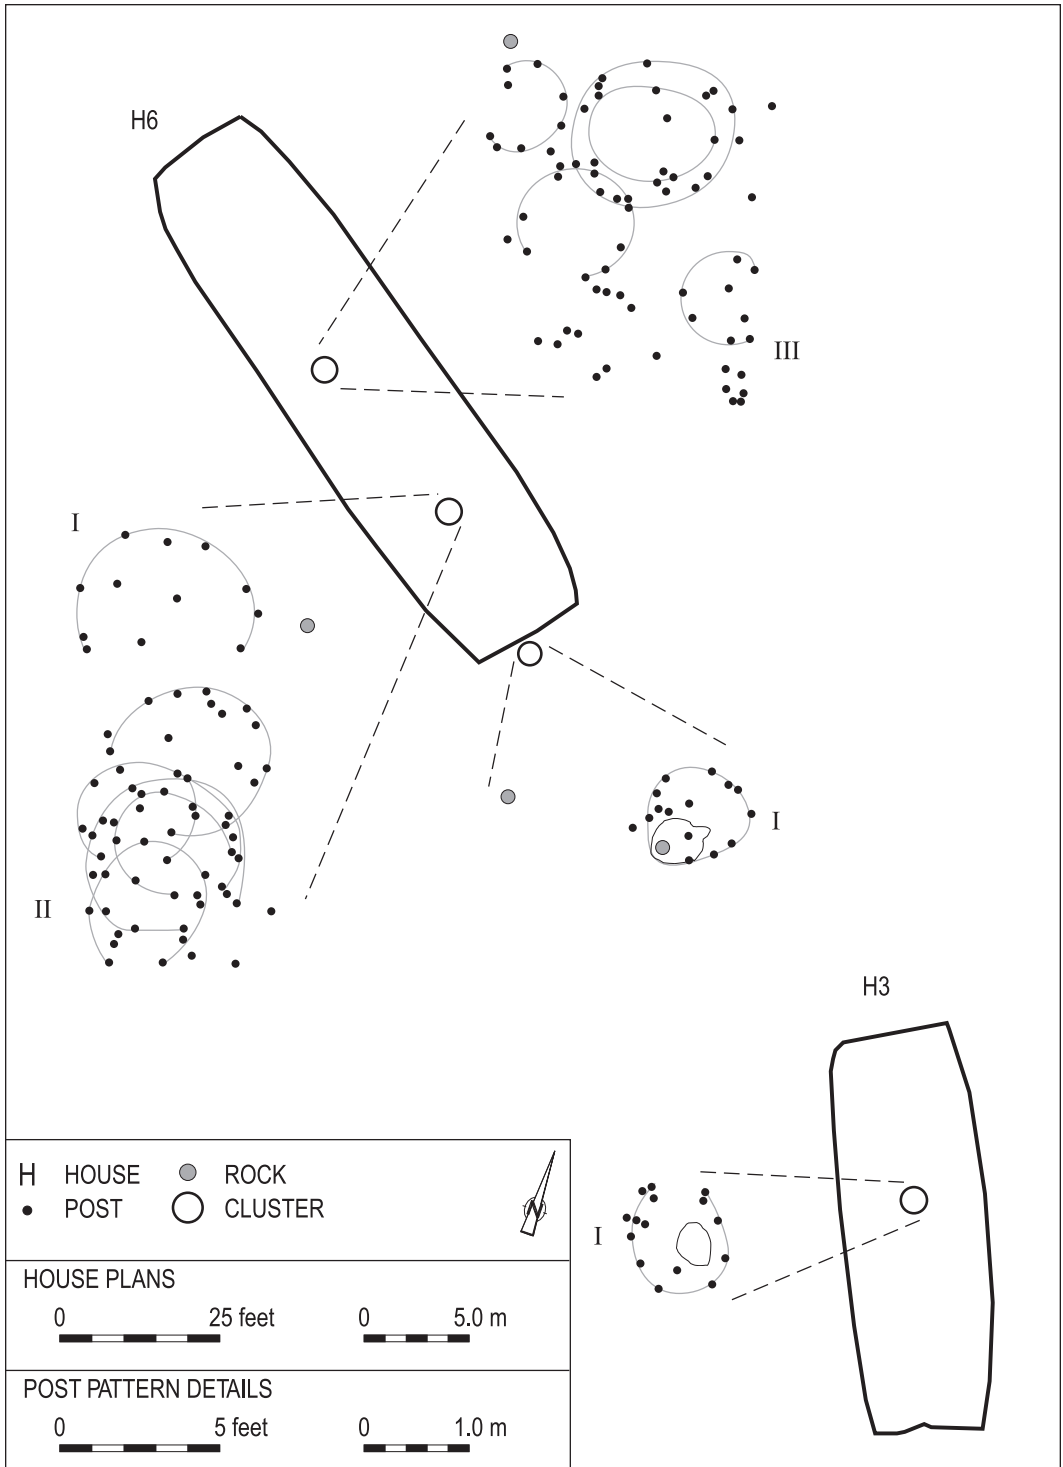 H6
III
I
I
II
H3
I
H HOUSE ROCK
POST CLUSTER
N
HOUSE PLANS
0 25 feet 0 5.0 m
POST PATTERN DETAILS
0 5 feet 0 1.0 m